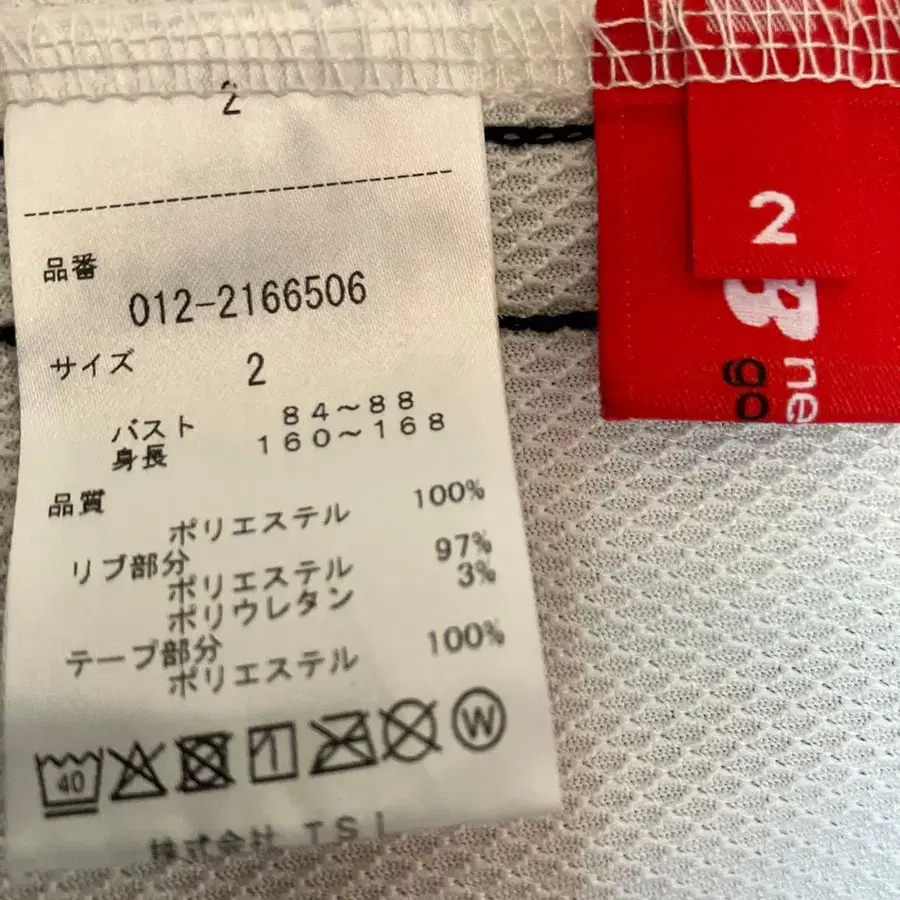 2
品番
012-2166506
サイズ 2
バスト 84～88
身長 160～168
品質
ポリエステル 100%
リブ部分
ポリエステル 97%
ポリウレタン 3%
テープ部分
ポリエステル 100%
40
W
株式会社 TSI
2
ne
go